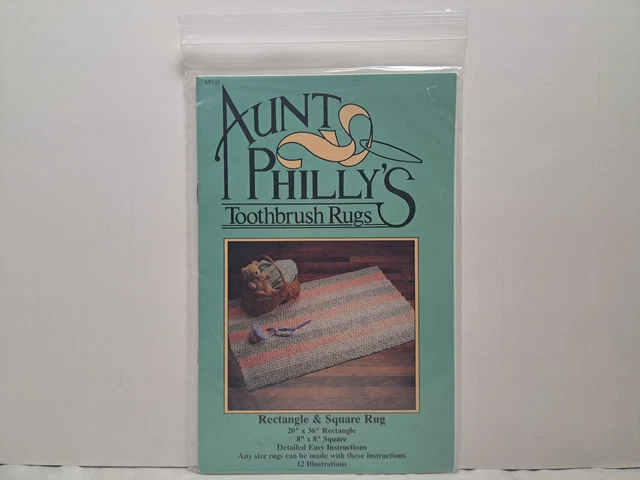 AUNT
PHILLY'S
Toothbrush Rugs
Rectangle & Square Rug
20" x 36" Rectangle
8" x 8" Square
Detailed Easy Instructions
Any size rugs can be made with these instructions
12 Illustrations